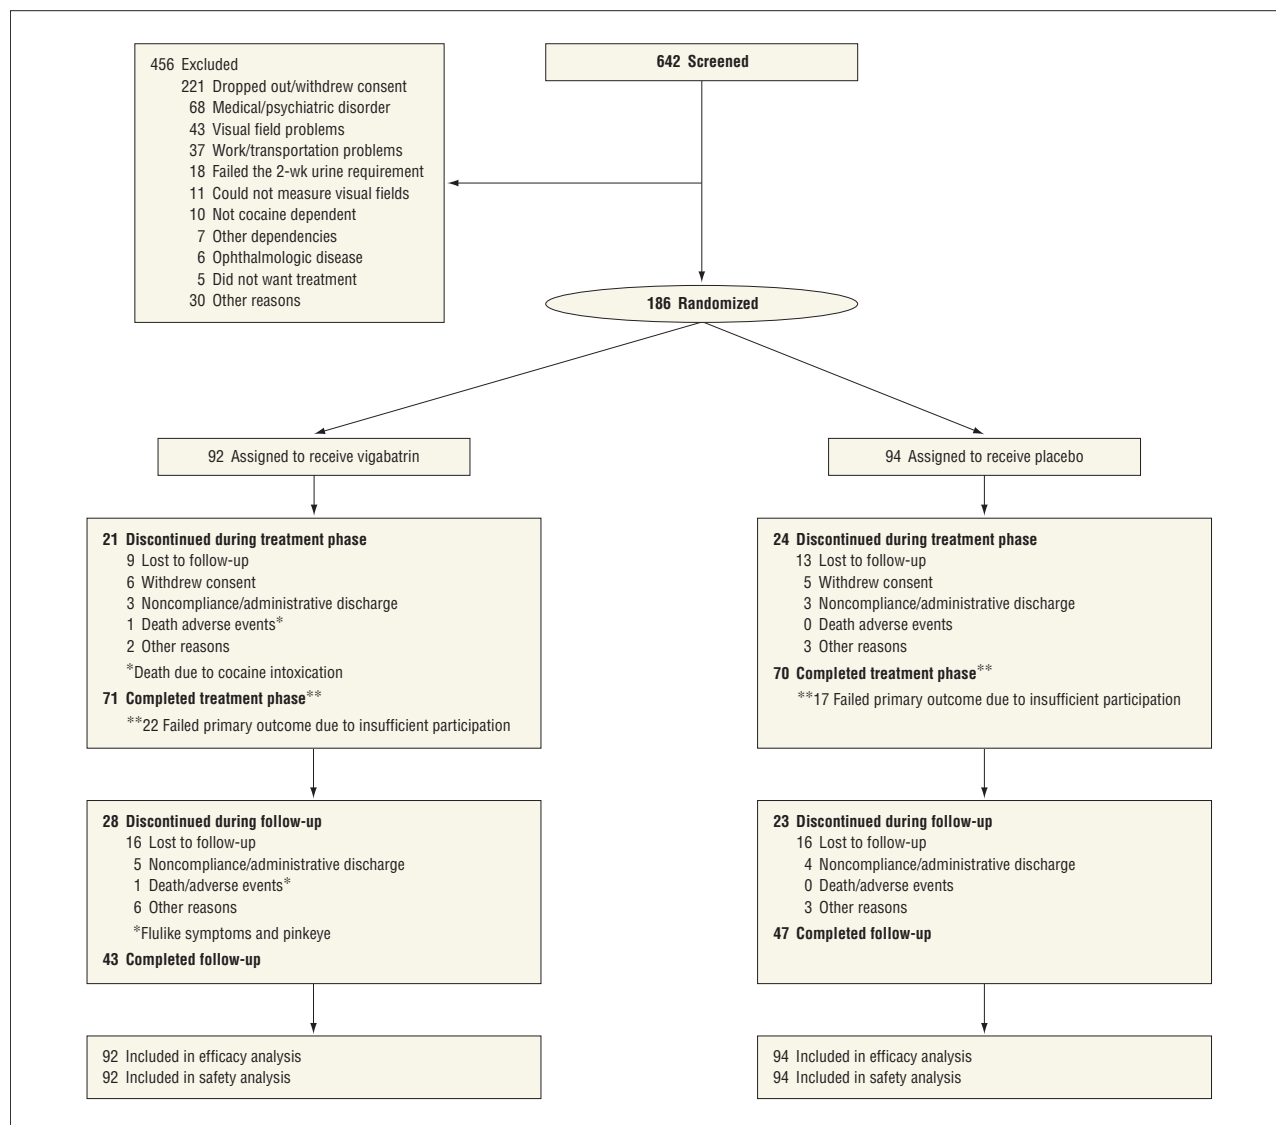 642 Screened
456 Excluded
221 Dropped out/withdrew consent
68 Medical/psychiatric disorder
43 Visual field problems
37 Work/transportation problems
18 Failed the 2-wk urine requirement
11 Could not measure visual fields
10 Not cocaine dependent
7 Other dependencies
6 Ophthalmologic disease
5 Did not want treatment
30 Other reasons
186 Randomized
92 Assigned to receive vigabatrin
21 Discontinued during treatment phase
9 Lost to follow-up
6 Withdrew consent
3 Noncompliance/administrative discharge
1 Death adverse events*
2 Other reasons
*Death due to cocaine intoxication
71 Completed treatment phase**
**22 Failed primary outcome due to insufficient participation
28 Discontinued during follow-up
16 Lost to follow-up
5 Noncompliance/administrative discharge
1 Death/adverse events*
6 Other reasons
*Flulike symptoms and pinkeye
43 Completed follow-up
92 Included in efficacy analysis
92 Included in safety analysis
94 Assigned to receive placebo
24 Discontinued during treatment phase
13 Lost to follow-up
5 Withdrew consent
3 Noncompliance/administrative discharge
0 Death adverse events
3 Other reasons
70 Completed treatment phase**
**17 Failed primary outcome due to insufficient participation
23 Discontinued during follow-up
16 Lost to follow-up
4 Noncompliance/administrative discharge
0 Death/adverse events
3 Other reasons
47 Completed follow-up
94 Included in efficacy analysis
94 Included in safety analysis